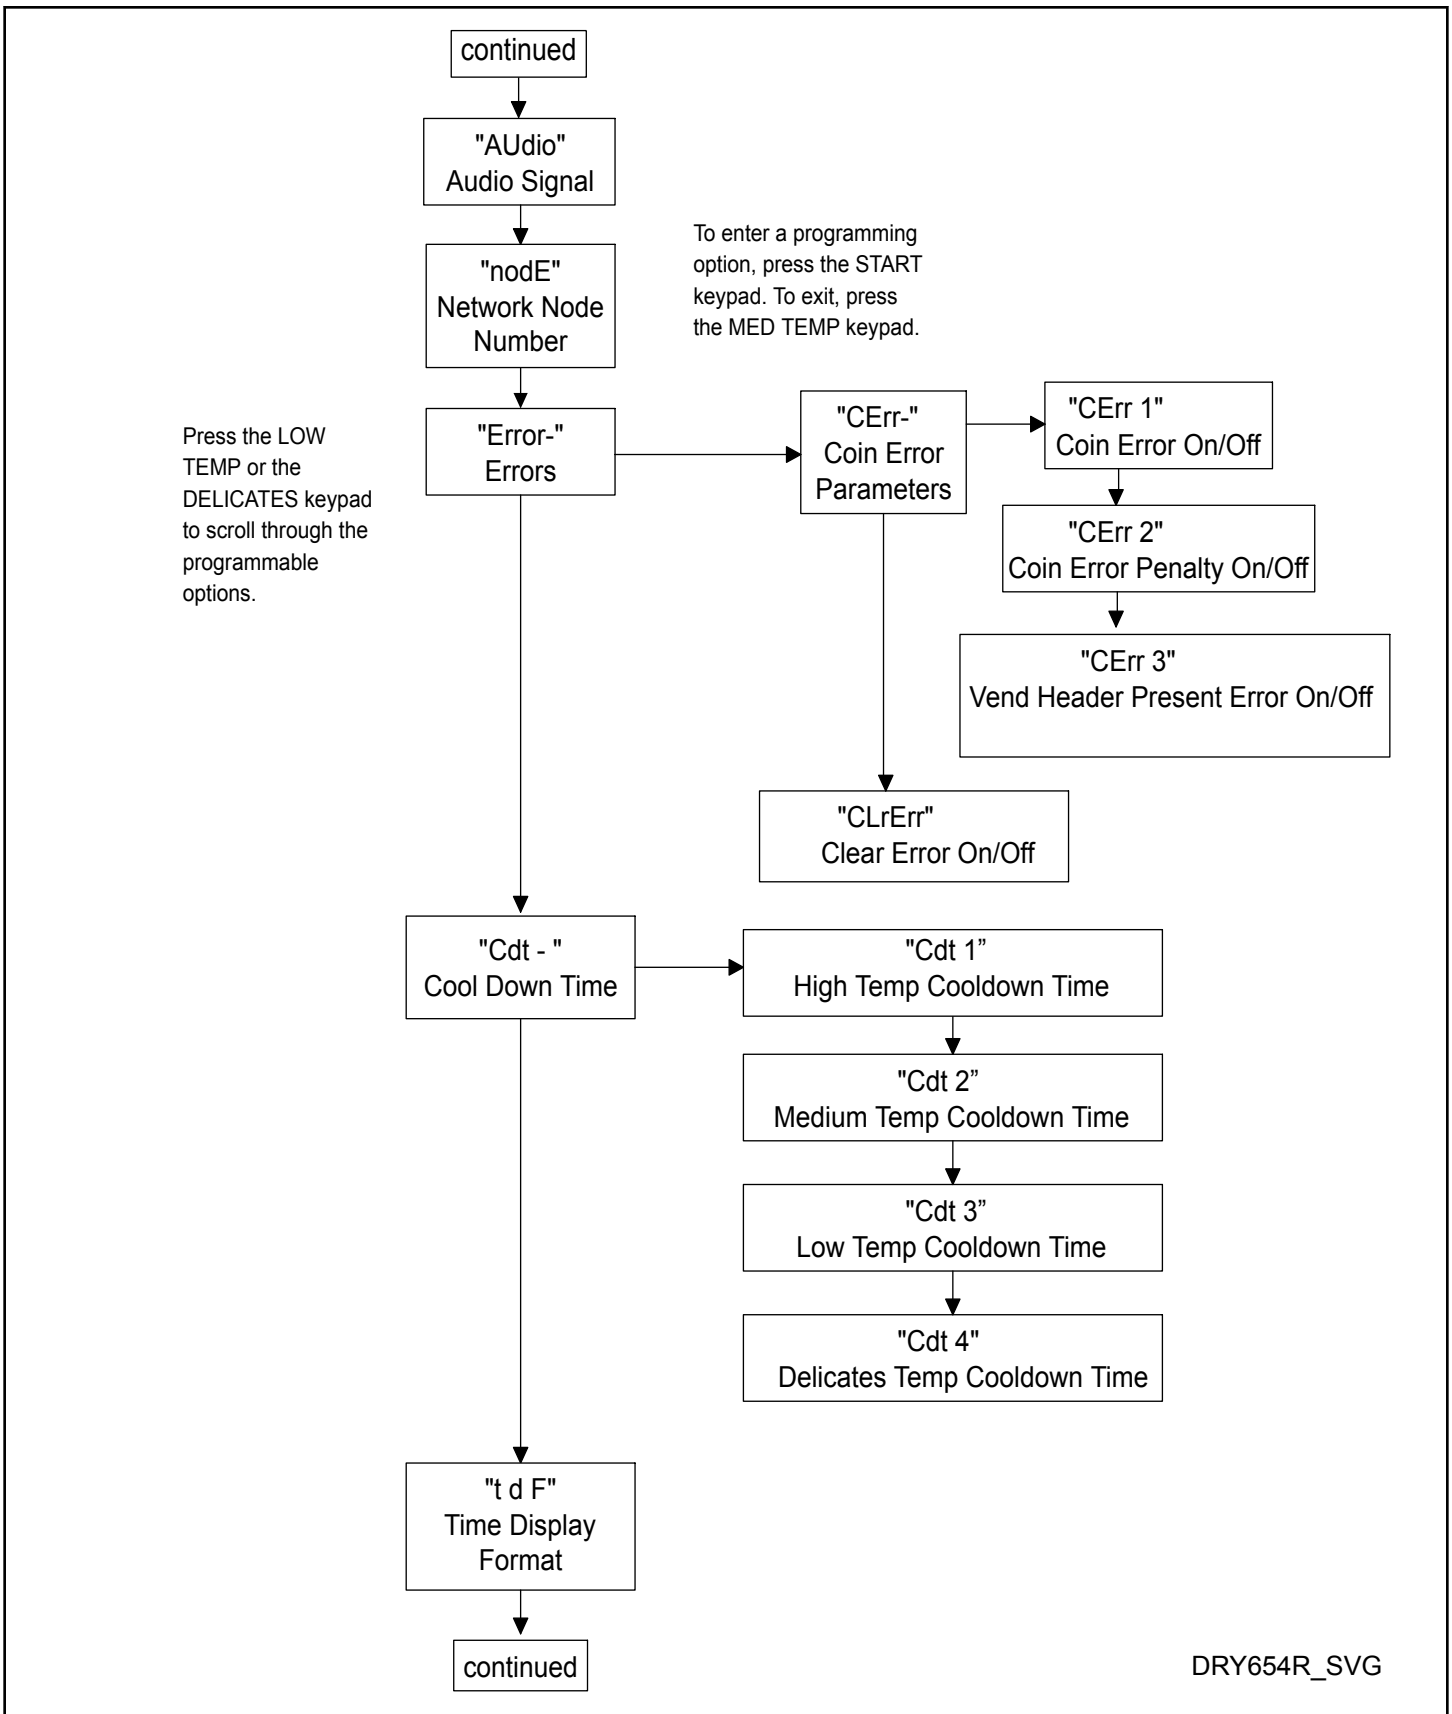 continued
"AUdio"
Audio Signal
"nodE"
Network Node
Number
To enter a programming
option, press the START
keypad. To exit, press
the MED TEMP keypad.
Press the LOW
TEMP or the
DELICATES keypad
to scroll through the
programmable
options.
"Error-"
Errors
"CErr-"
Coin Error
Parameters
"CErr 1"
Coin Error On/Off
"CErr 2"
Coin Error Penalty On/Off
"CErr 3"
Vend Header Present Error On/Off
"CLrErr"
Clear Error On/Off
"Cdt - "
Cool Down Time
"Cdt 1”
High Temp Cooldown Time
"Cdt 2”
Medium Temp Cooldown Time
"Cdt 3”
Low Temp Cooldown Time
"Cdt 4"
Delicates Temp Cooldown Time
"t d F"
Time Display
Format
continued
DRY654R_SVG